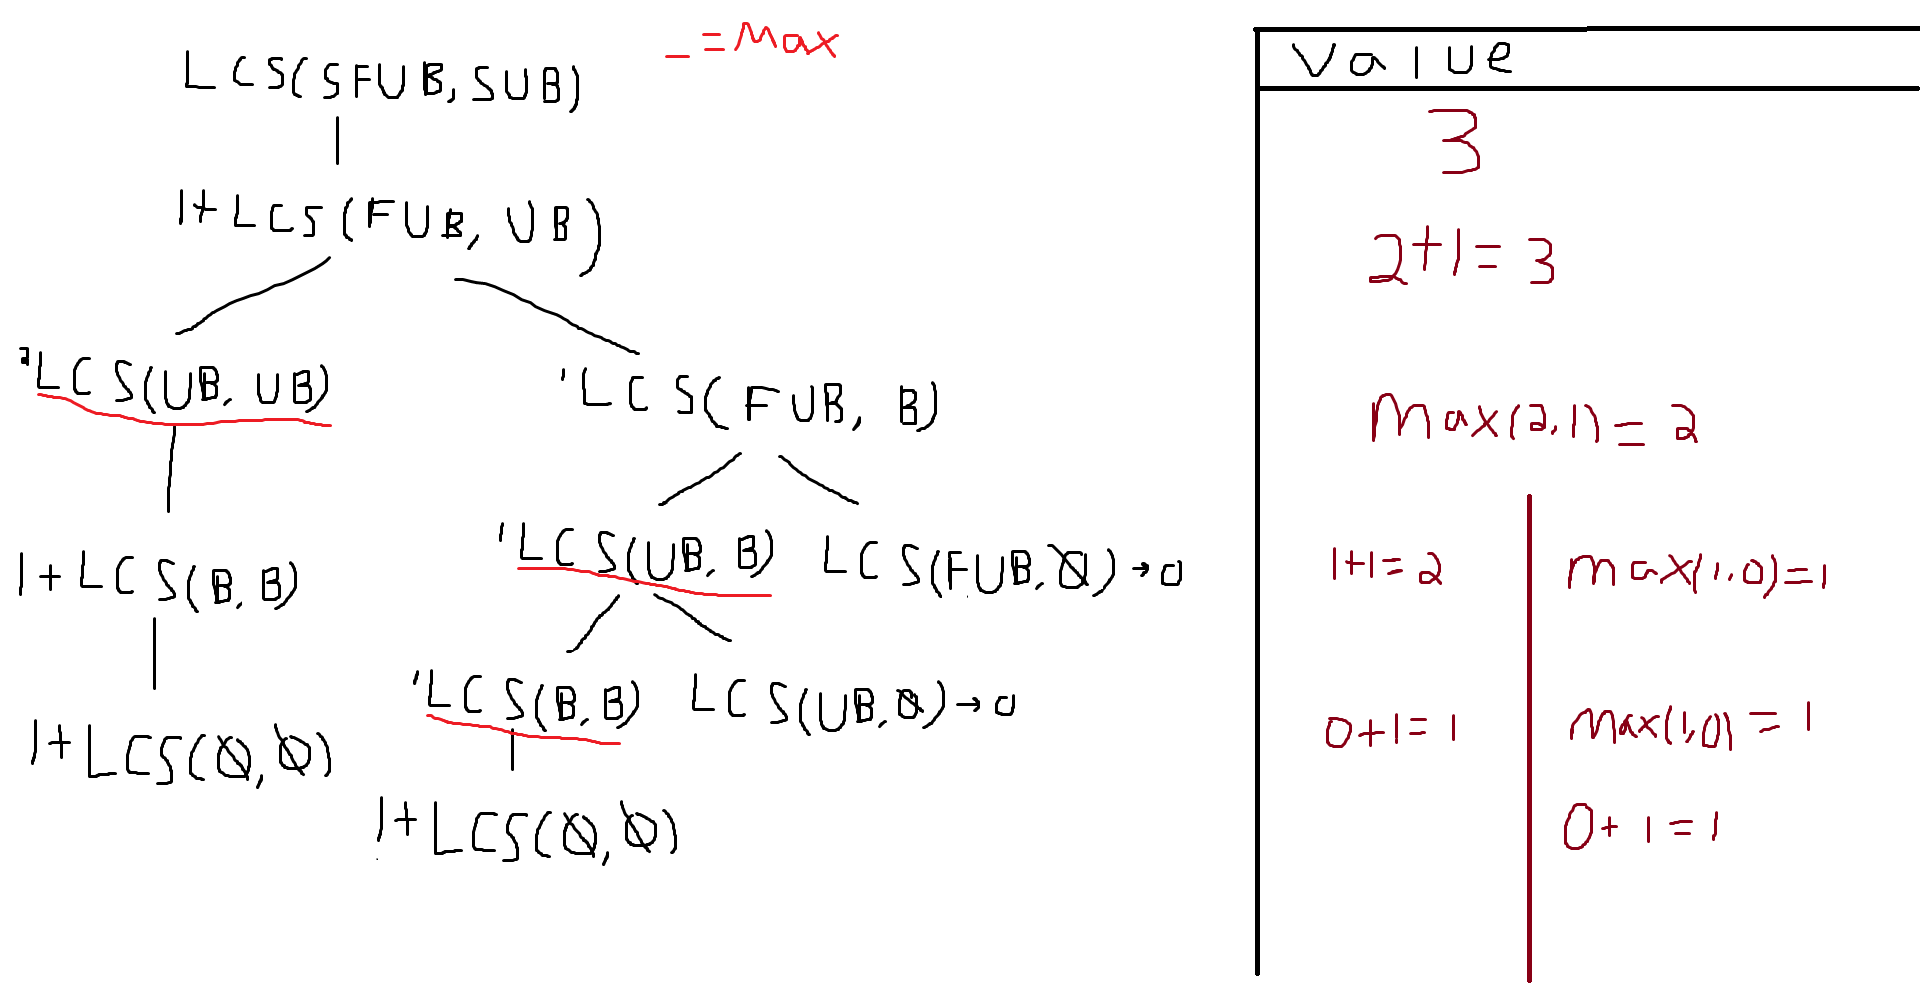 _ = Max
LCS(SFUB, SUB)
1+LCS(FUB, UB)
2LCS(UB, UB)
1LCS(FUB, B)
1+LCS(B, B)
1LCS(UB, B)
LCS(FUB, Ø) → 0
1+LCS(Ø, Ø)
1LCS(B, B)
LCS(UB, Ø) → 0
1+LCS(Ø, Ø)
Value
3
2+1=3
Max(2,1)=2
1+1=2
max(1,0)=1
0+1=1
max(1,0)=1
0+1=1